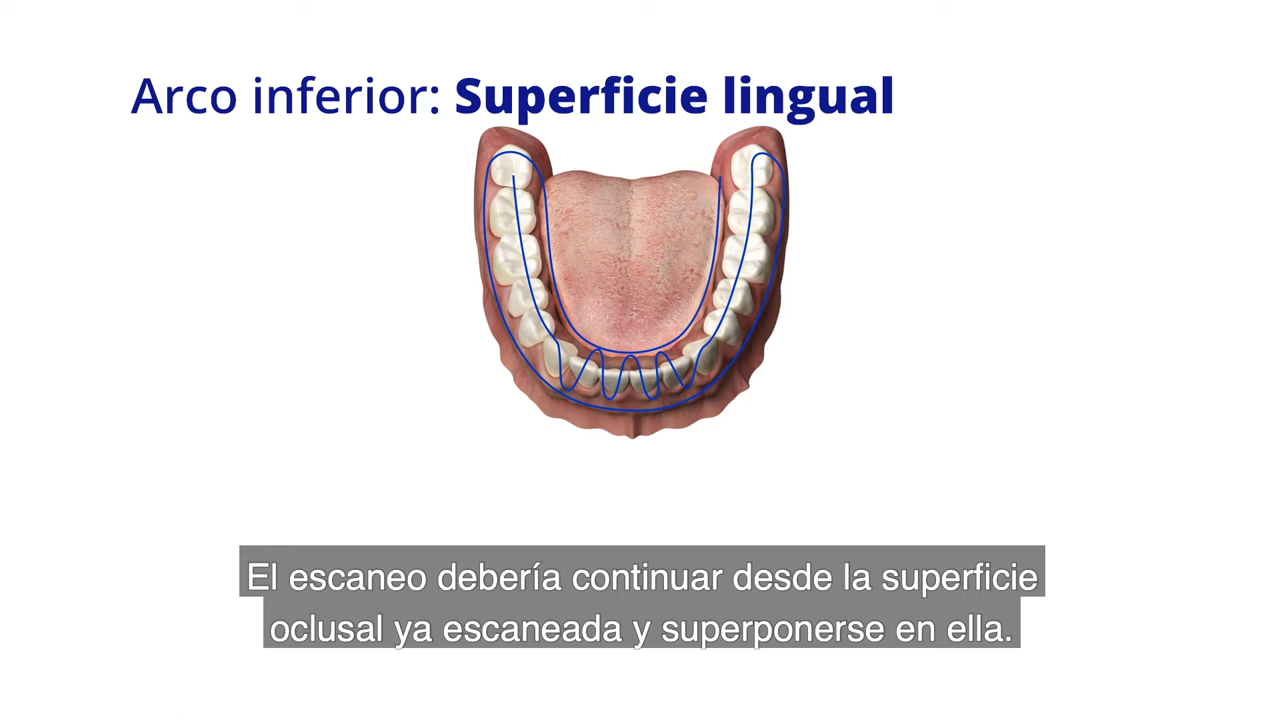 Arco inferior: Superficie lingual
El escaneo debería continuar desde la superficie
oclusal ya escaneada y superponerse en ella.